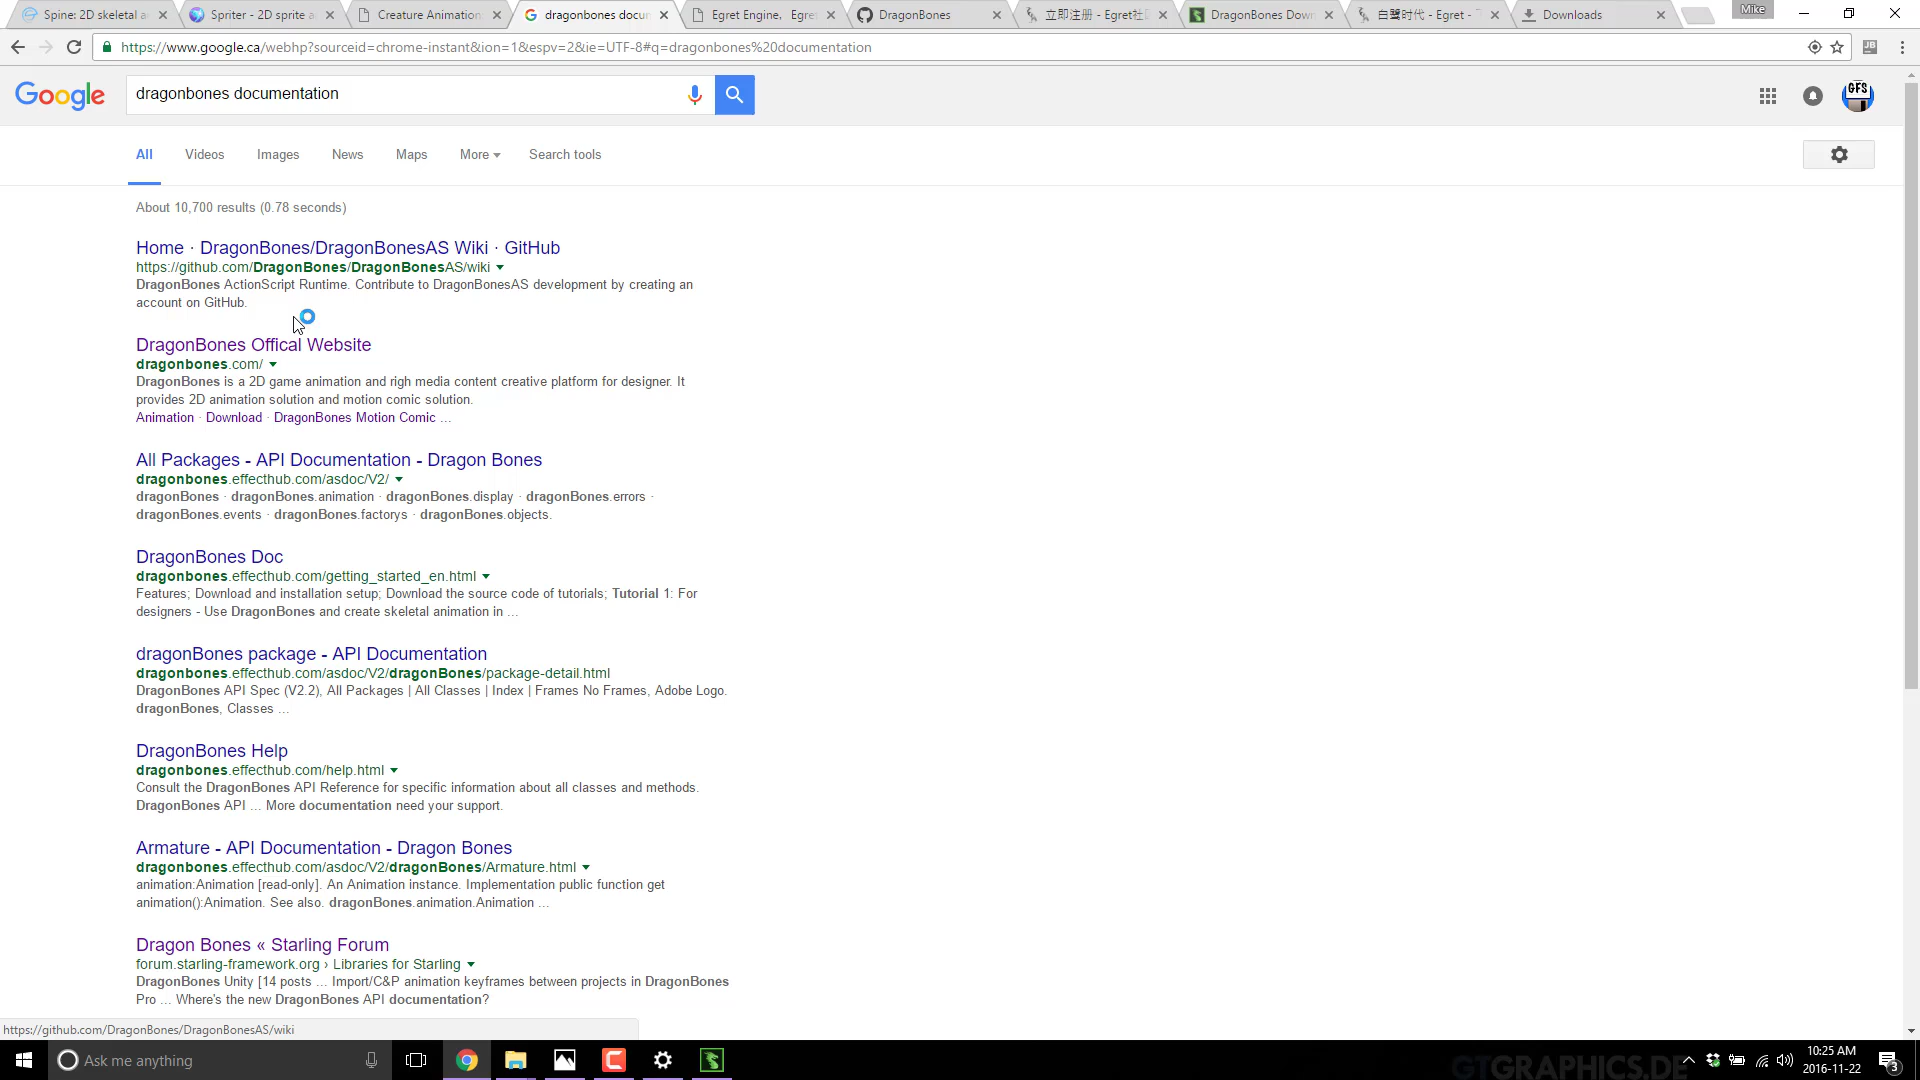 Spine: 2D skeletal a
Spriter - 2D sprite a
Creature Animation
dragonbones docu
Egret Engine, Egre
DragonBones
立即注册 - Egret社
DragonBones Dow
白鹭时代 - Egret -
Downloads
Mike
https://www.google.ca/webhp?sourceid=chrome-instant&ion=1&espv=2&ie=UTF-8#q=dragonbones%20documentation
Google
dragonbones documentation
GFS
All Videos Images News Maps More Search tools
About 10,700 results (0.78 seconds)
Home · DragonBones/DragonBonesAS Wiki · GitHub
https://github.com/DragonBones/DragonBonesAS/wiki
DragonBones ActionScript Runtime. Contribute to DragonBonesAS development by creating an
account on GitHub.
DragonBones Offical Website
dragonbones.com/
DragonBones is a 2D game animation and righ media content creative platform for designer. It
provides 2D animation solution and motion comic solution.
Animation · Download · DragonBones Motion Comic ...
All Packages - API Documentation - Dragon Bones
dragonbones.effecthub.com/asdoc/V2/
dragonBones · dragonBones.animation · dragonBones.display · dragonBones.errors ·
dragonBones.events · dragonBones.factorys · dragonBones.objects.
DragonBones Doc
dragonbones.effecthub.com/getting_started_en.html
Features; Download and installation setup; Download the source code of tutorials; Tutorial 1: For
designers - Use DragonBones and create skeletal animation in ...
dragonBones package - API Documentation
dragonbones.effecthub.com/asdoc/V2/dragonBones/package-detail.html
DragonBones API Spec (V2.2), All Packages | All Classes | Index | Frames No Frames, Adobe Logo.
dragonBones, Classes ...
DragonBones Help
dragonbones.effecthub.com/help.html
Consult the DragonBones API Reference for specific information about all classes and methods.
DragonBones API ... More documentation need your support.
Armature - API Documentation - Dragon Bones
dragonbones.effecthub.com/asdoc/V2/dragonBones/Armature.html
animation:Animation [read-only]. An Animation instance. Implementation public function get
animation():Animation. See also. dragonBones.animation.Animation ...
Dragon Bones « Starling Forum
forum.starling-framework.org › Libraries for Starling
DragonBones Unity [14 posts ... Import/C&P animation keyframes between projects in DragonBones
Pro ... Where's the new DragonBones API documentation?
https://github.com/DragonBones/DragonBonesAS/wiki
Ask me anything
GTGRAPHICS.DE
10:25 AM
2016-11-22
3